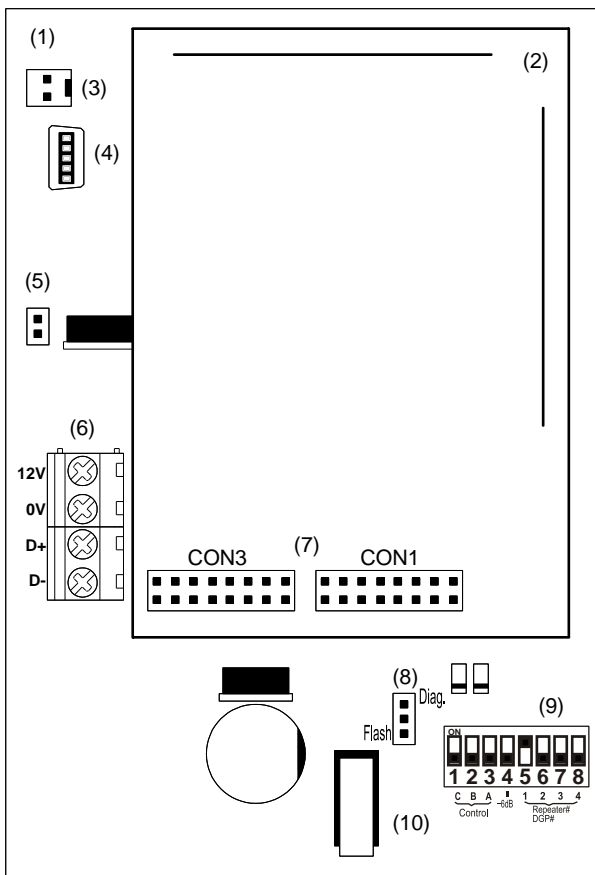 (1)
(2)
(3)
(4)
(5)
(6)
12V
0V
D+
D-
(7)
CON3
CON1
(8)
Diag.
Flash
(9)
ON
1 2 3 4 5 6 7 8
C B A -6dB 1 2 3 4
Control
Repeater#
DGP#
(10)